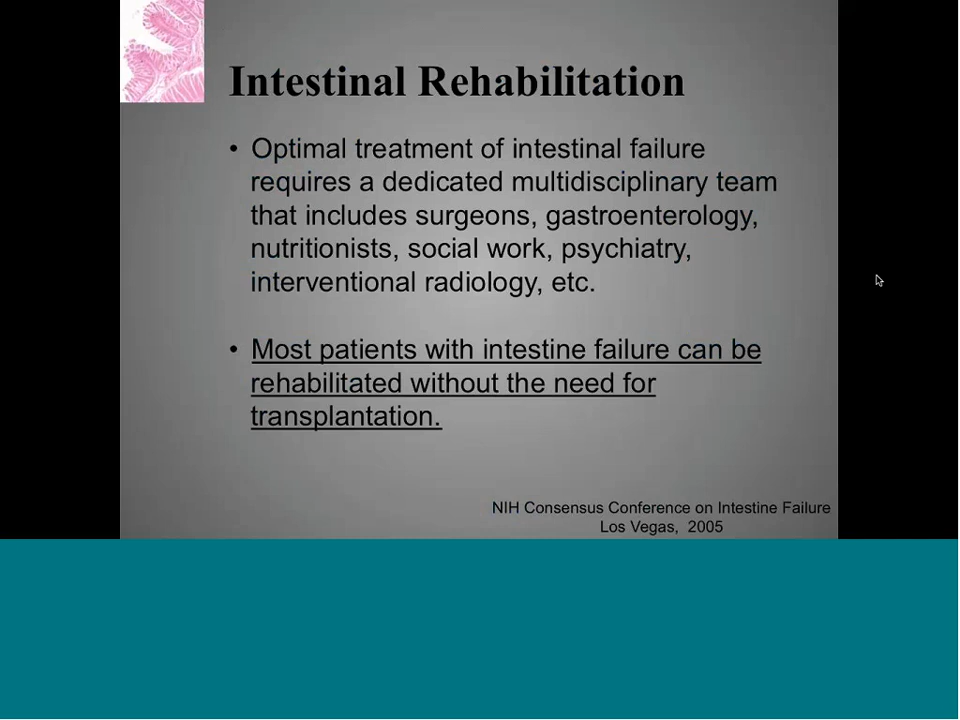 Intestinal Rehabilitation
• Optimal treatment of intestinal failure
requires a dedicated multidisciplinary team
that includes surgeons, gastroenterology,
nutritionists, social work, psychiatry,
interventional radiology, etc.
• Most patients with intestine failure can be
rehabilitated without the need for
transplantation.
NIH Consensus Conference on Intestine Failure
Los Vegas, 2005